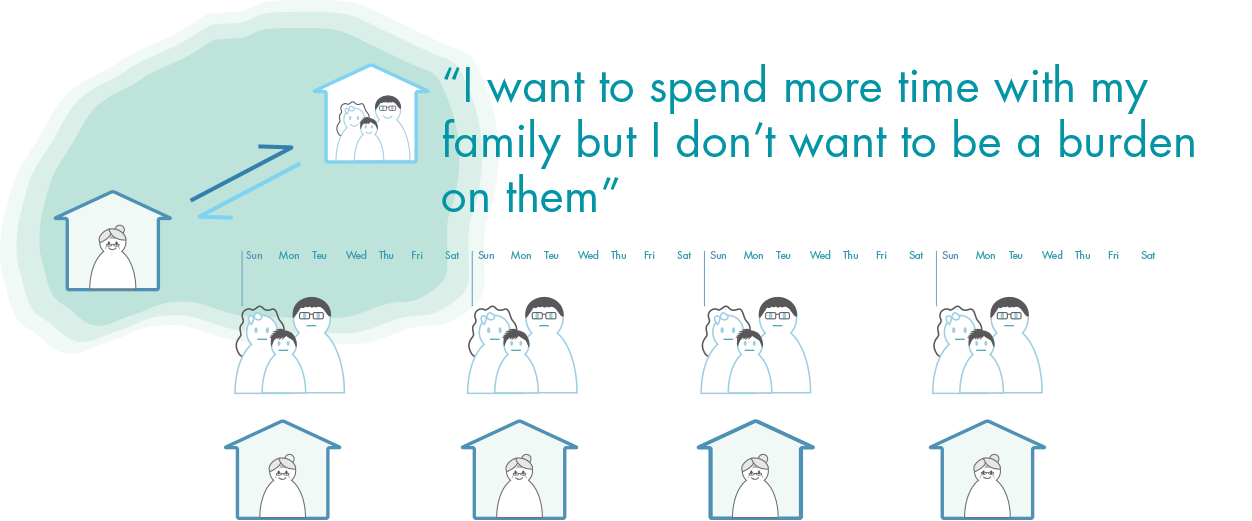 “I want to spend more time with my
family but I don’t want to be a burden
on them”
Sun Mon Teu Wed Thu Fri Sat Sun Mon Teu Wed Thu Fri Sat Sun Mon Teu Wed Thu Fri Sat Sun Mon Teu Wed Thu Fri Sat